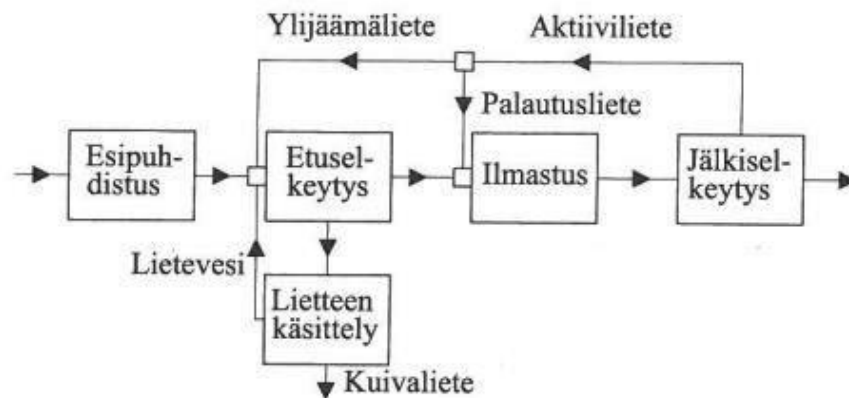 Ylijäämäliete
Aktiiviliete
Palautusliete
Esipuh-
distus
Etusel-
keytys
Ilmastus
Jälkisel-
keytys
Lietevesi
Lietteen
käsittely
Kuivaliete